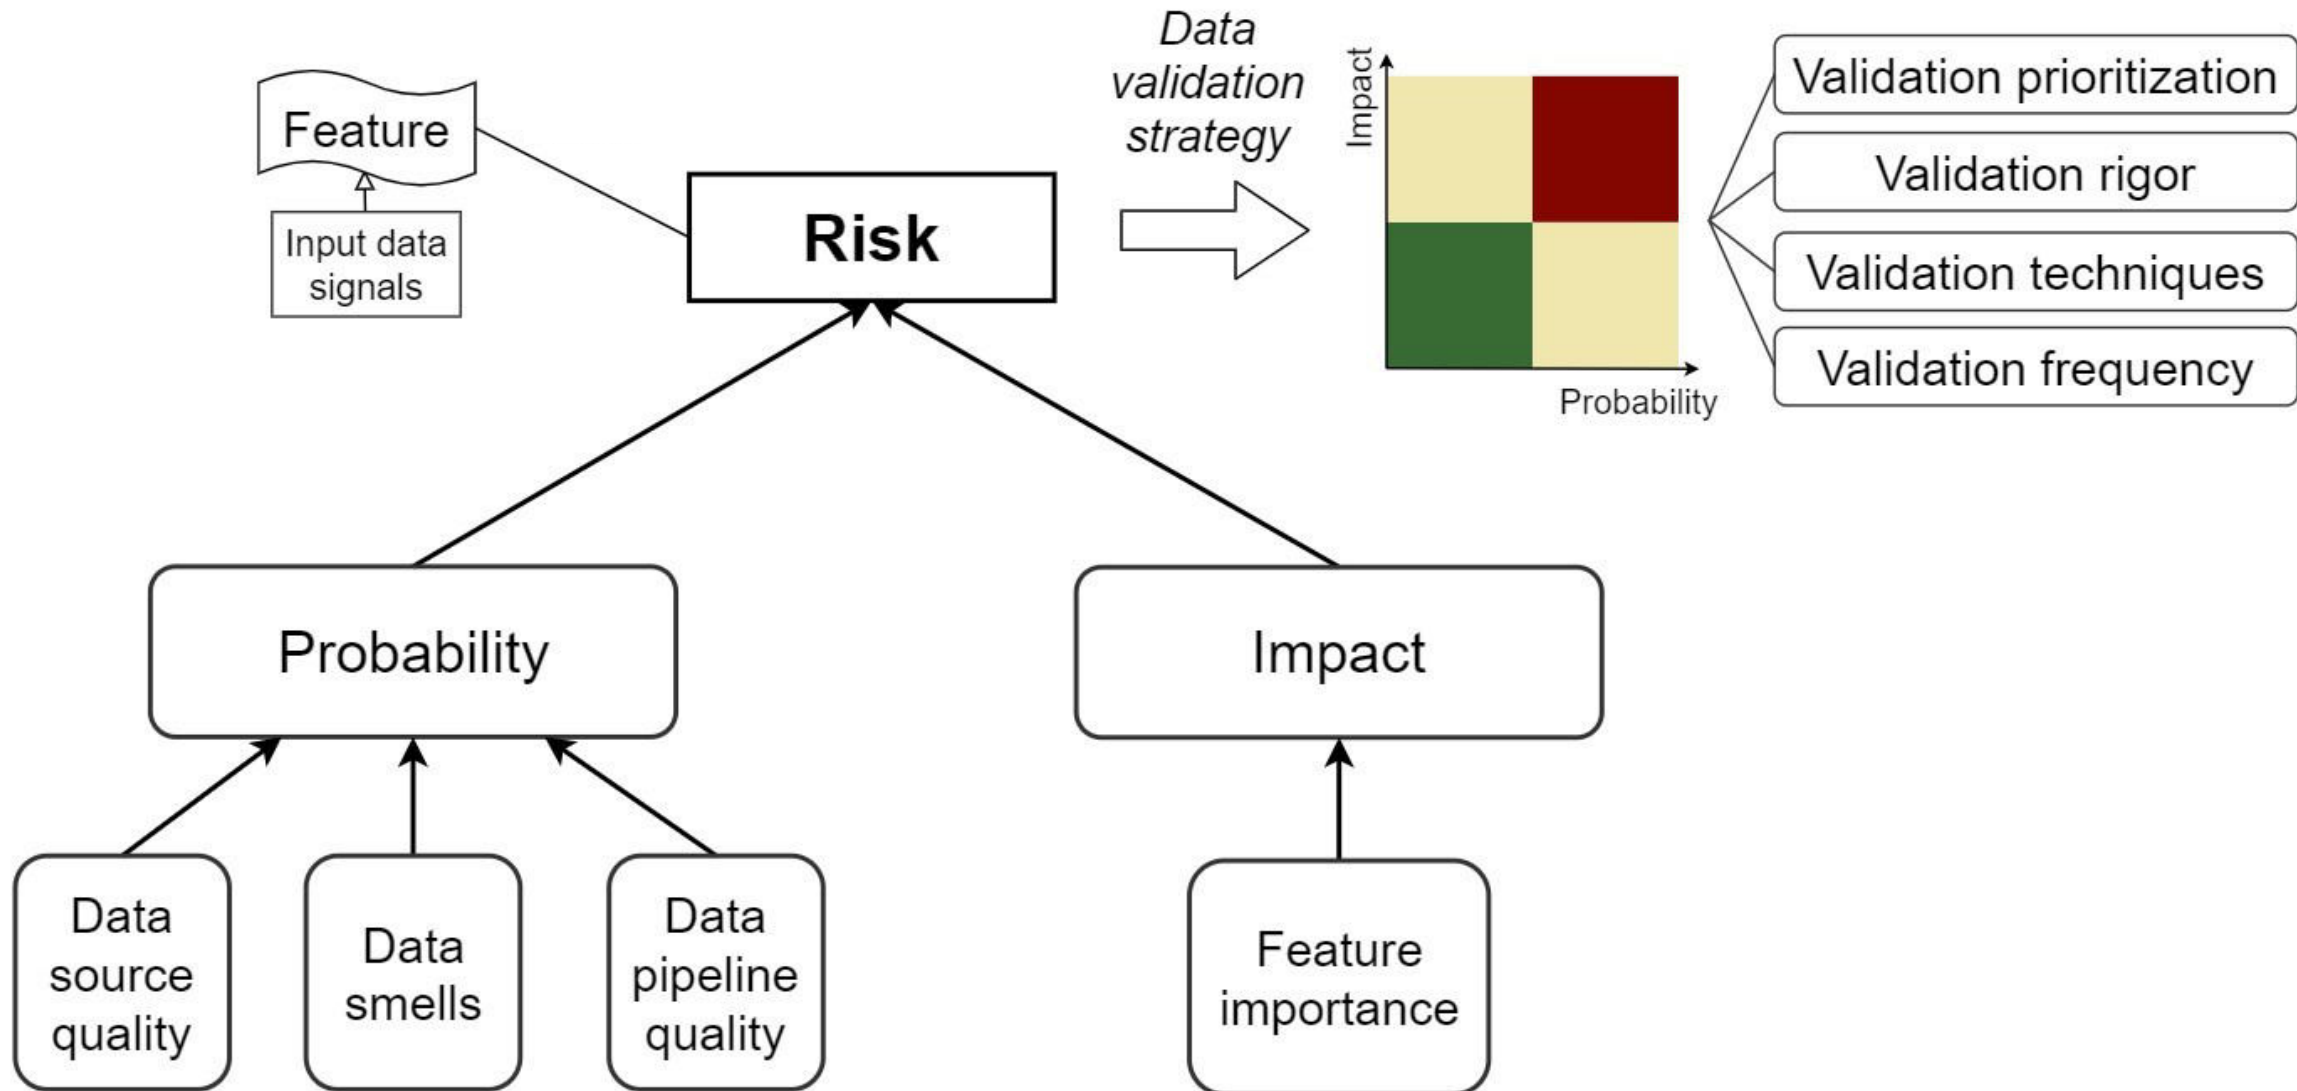 Data
validation
strategy
Feature
Input data
signals
Risk
Impact
Probability
Validation prioritization
Validation rigor
Validation techniques
Validation frequency
Probability
Impact
Data
source
quality
Data
smells
Data
pipeline
quality
Feature
importance